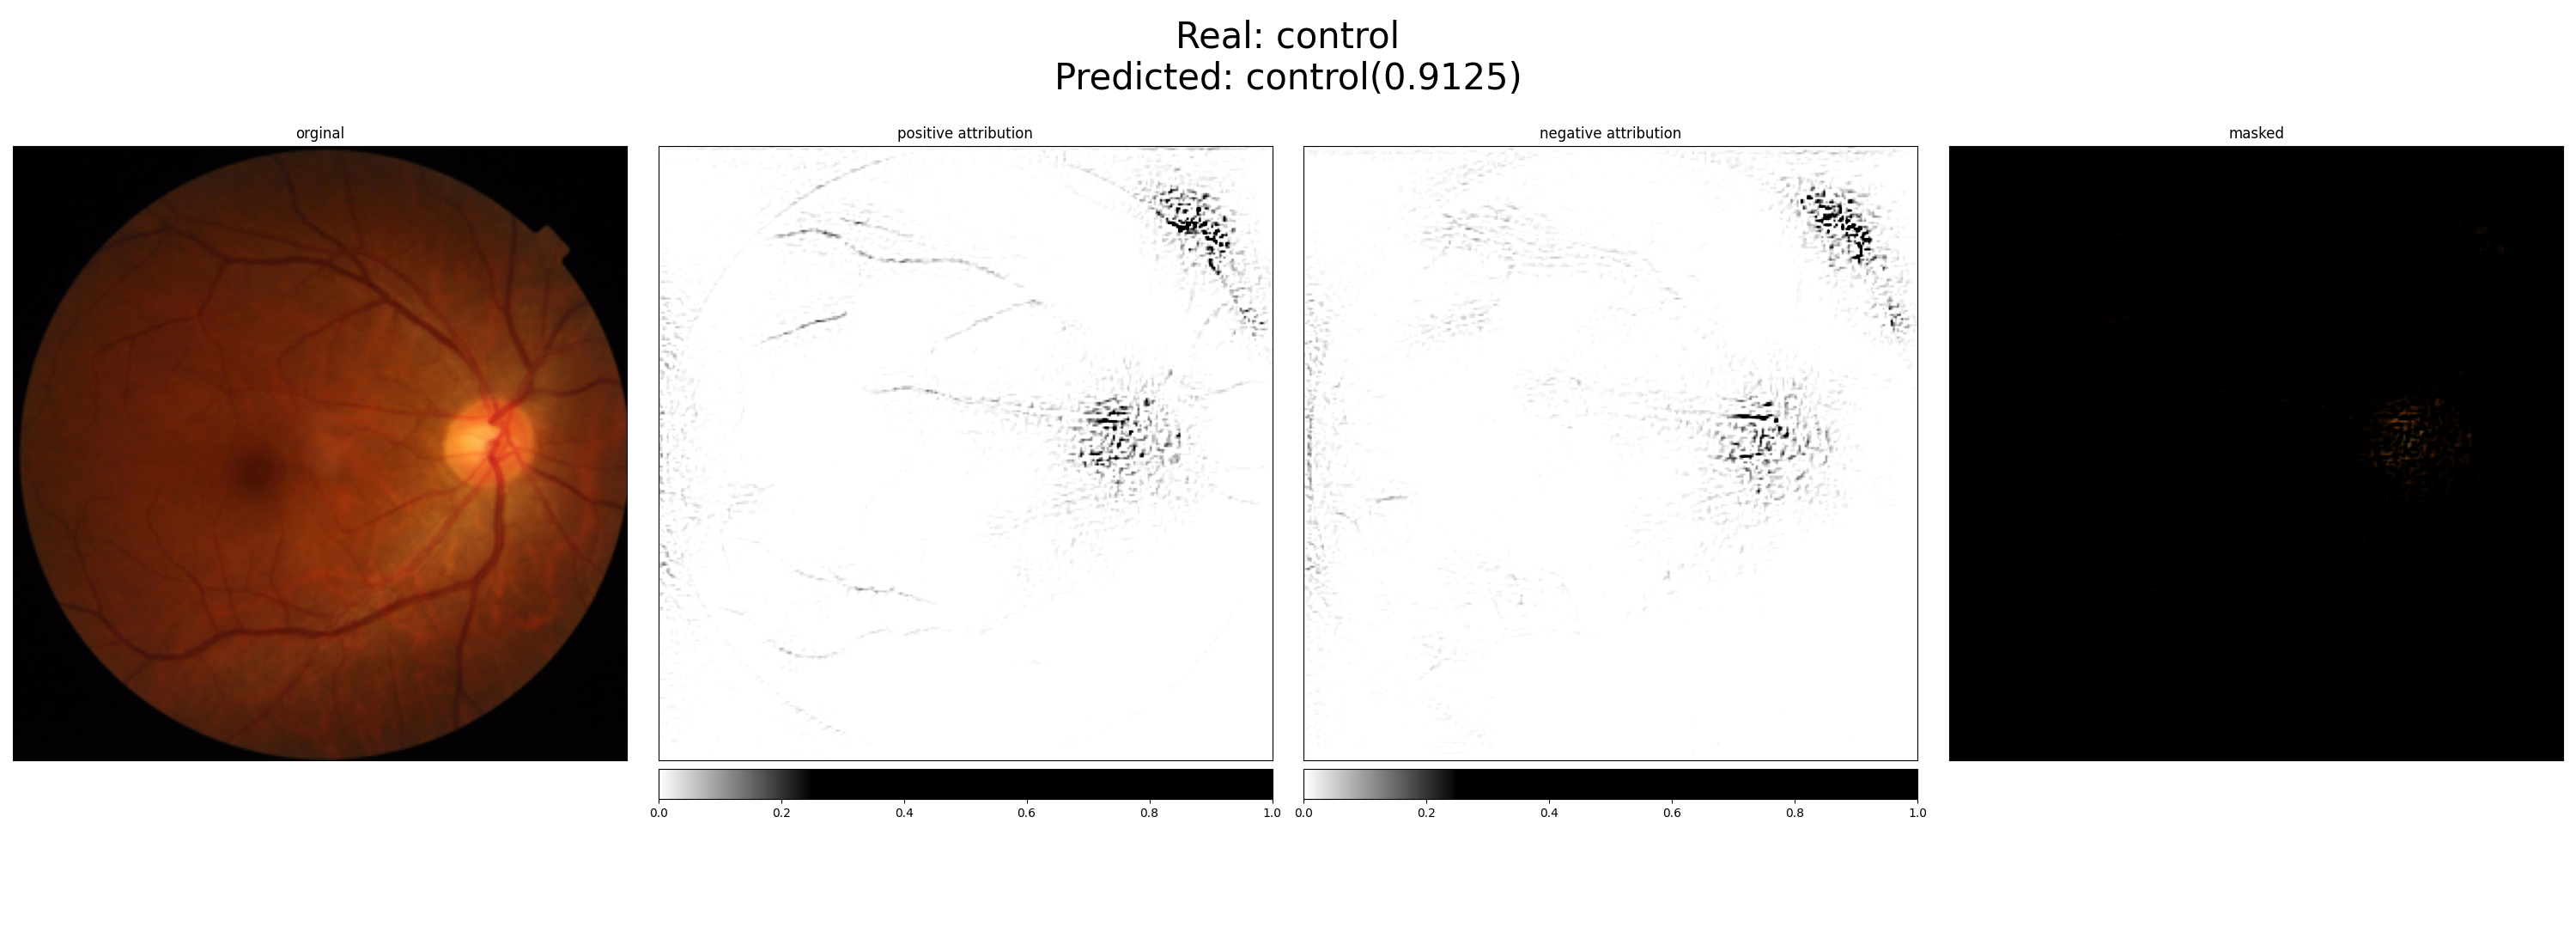 Real: control
Predicted: control(0.9125)
orginal
positive attribution
negative attribution
masked
0.0 0.2 0.4 0.6 0.8 1.0
0.0 0.2 0.4 0.6 0.8 1.0